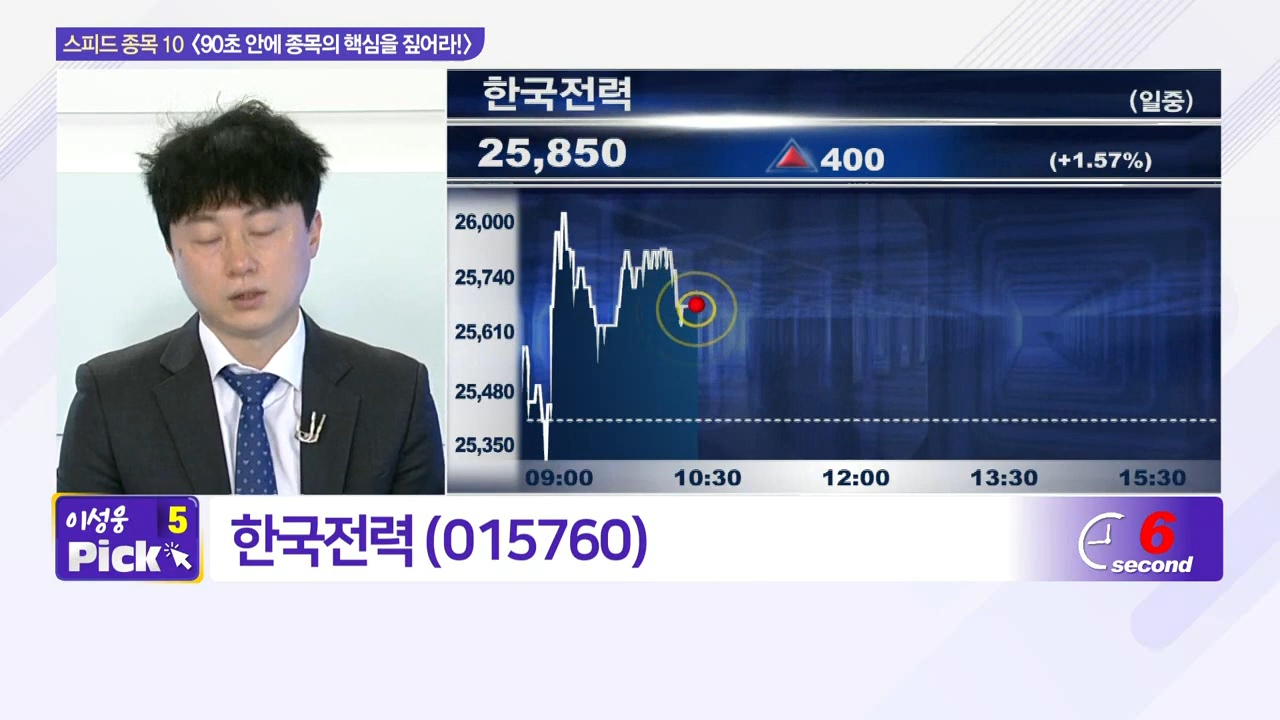 스피드 종목 10 〈90초 안에 종목의 핵심을 짚어라!〉
한국전력
(일중)
25,850
400
(+1.57%)
26,000
25,740
25,610
25,480
25,350
09:00
10:30
12:00
13:30
15:30
이성웅 5
Pick
한국전력 (015760)
6
second